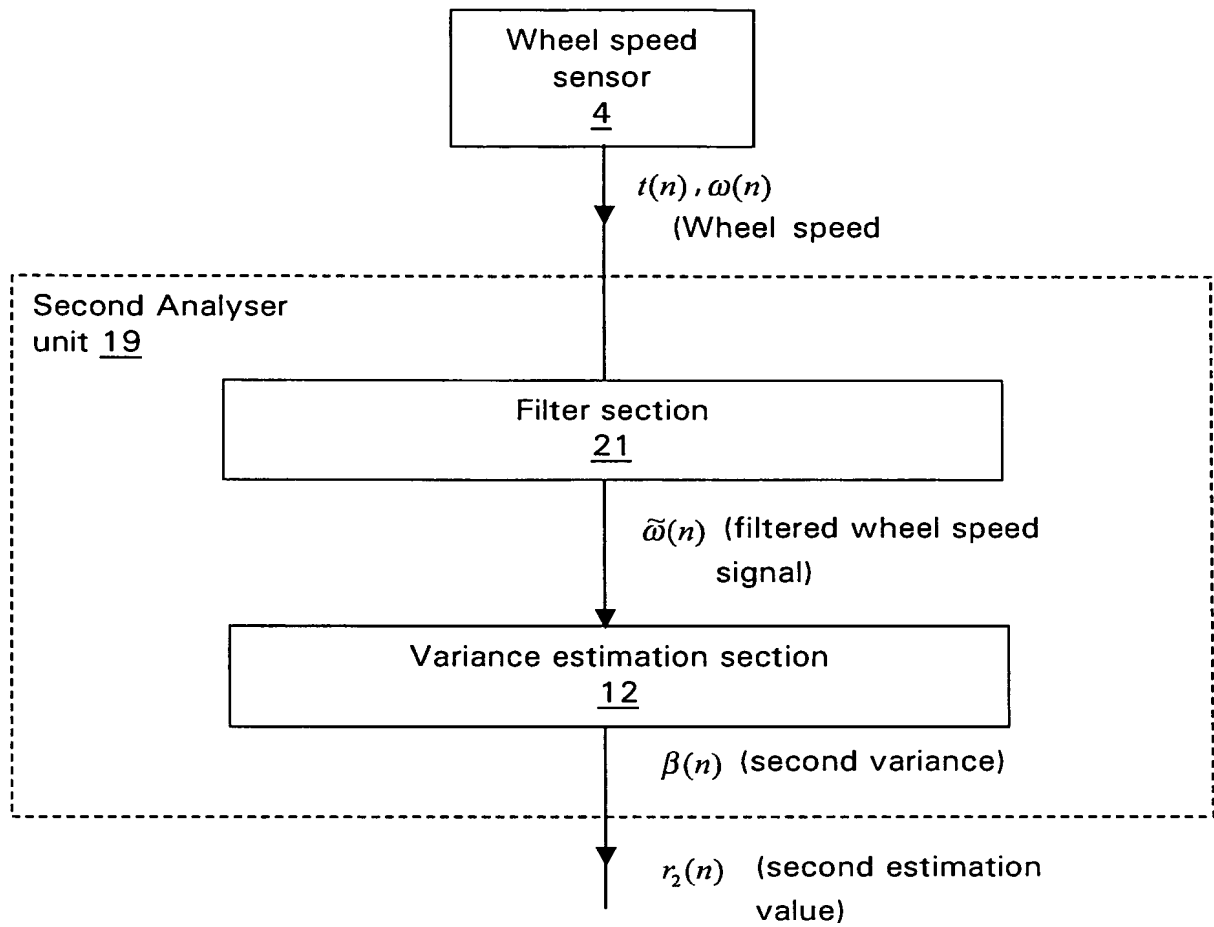 Wheel speed
sensor
4
t(n), ω(n)
(Wheel speed
Second Analyser
unit 19
Filter section
21
ω̃(n) (filtered wheel speed
signal)
Variance estimation section
12
β(n) (second variance)
r₂(n) (second estimation
value)